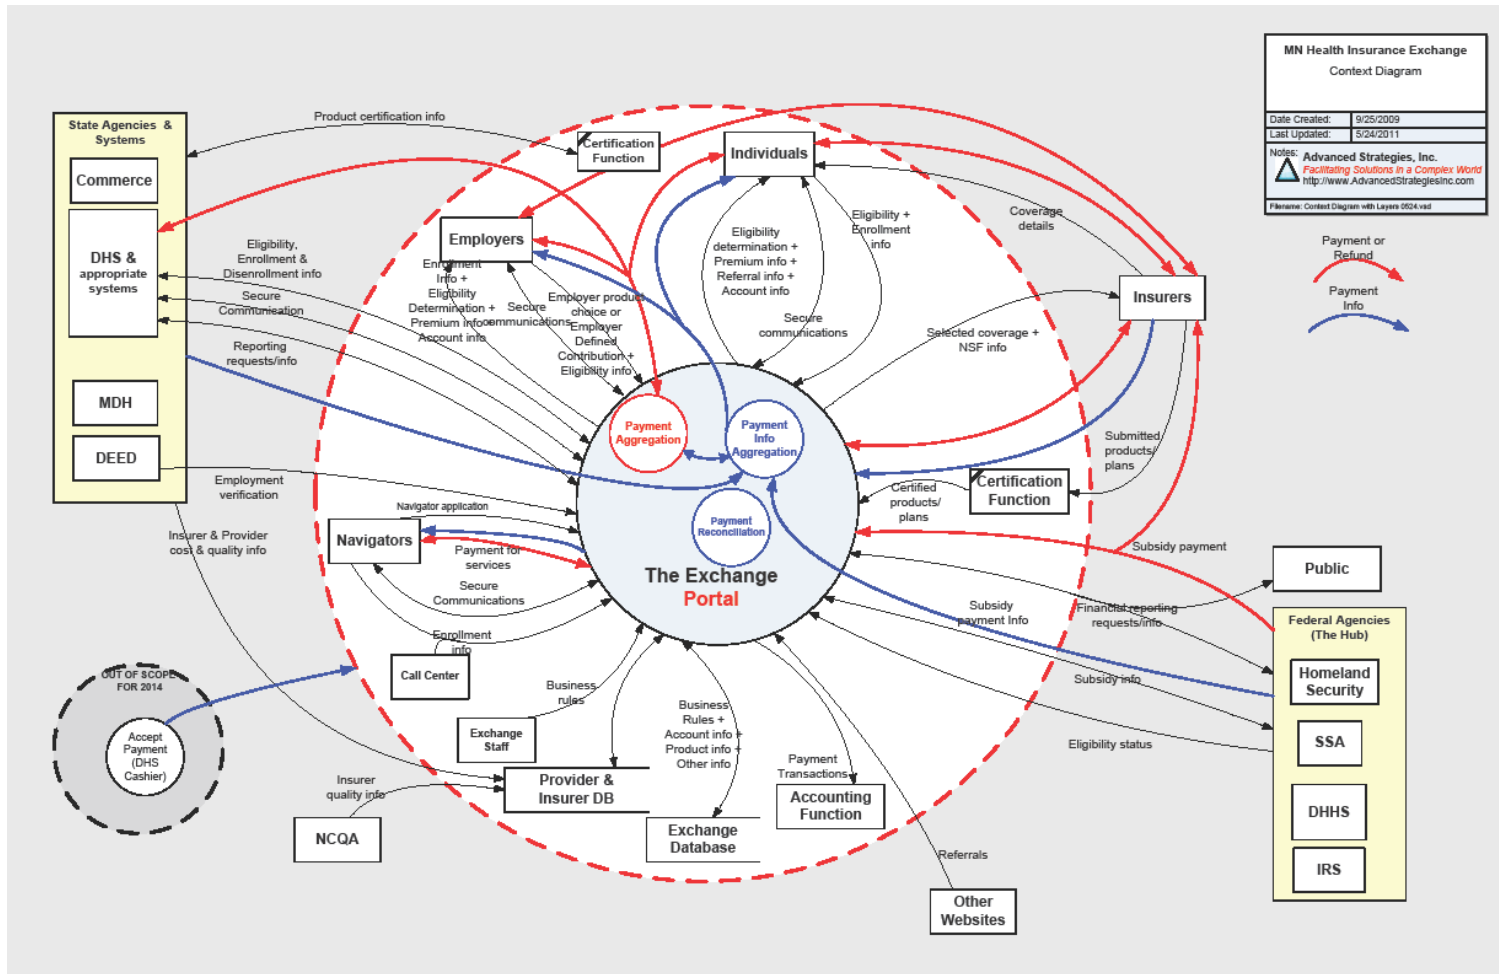 MN Health Insurance Exchange
Context Diagram
Date Created: 9/25/2009
Last Updated: 5/24/2011
Notes:
Advanced Strategies, Inc.
Facilitating Solutions in a Complex World
http://www.AdvancedStrategiesInc.com
Filename: Context Diagram with Layers 0524.vsd
Payment or
Refund
Payment
Info
State Agencies &
Systems
Commerce
DHS &
appropriate
systems
MDH
DEED
Product certification info
Certification
Function
Individuals
Employers
Insurers
Coverage
details
Eligibility,
Enrollment &
Disenrollment info
Secure
Communication
Reporting
requests/info
Enrollment
Info +
Eligibility
Determination +
Premium info
Account info
Secure
communications
Employer product
choice or
Employer
Defined
Contribution +
Eligibility info
Eligibility
determination +
Premium info +
Referral info +
Account info
Secure
communications
Eligibility +
Enrollment
info
Selected coverage +
NSF info
Submitted
products/
plans
Certification
Function
Certified
products/
plans
Payment
Aggregation
Payment
Info
Aggregation
Payment
Reconciliation
The Exchange
Portal
Employment
verification
Navigator application
Navigators
Insurer & Provider
cost & quality info
Payment for
services
Secure
Communications
Enrollment
info
Call Center
Exchange
Staff
Business
rules
Business
Rules +
Account info +
Product info +
Other info
Payment
Transactions
Provider &
Insurer DB
Exchange
Database
Accounting
Function
Insurer
quality info
NCQA
Referrals
Other
Websites
OUT OF SCOPE
FOR 2014
Accept
Payment
(DHS
Cashier)
Subsidy payment
Subsidy
payment Info
Financial reporting
requests/info
Subsidy info
Eligibility status
Public
Federal Agencies
(The Hub)
Homeland
Security
SSA
DHHS
IRS